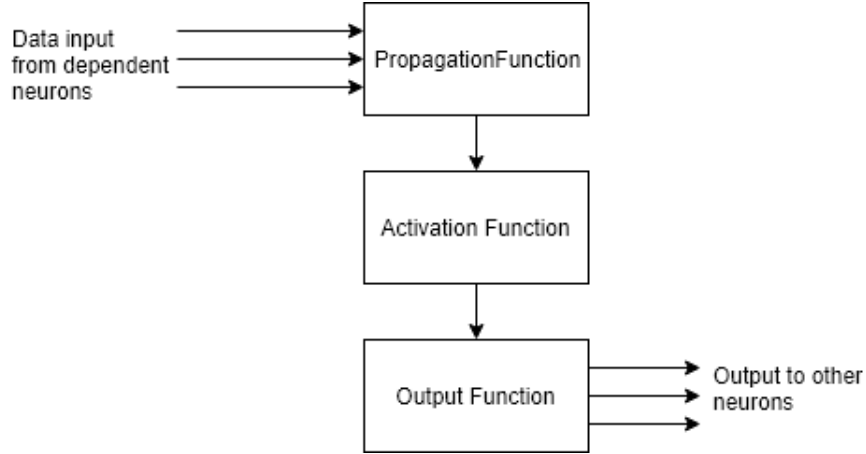 Data input
from dependent
neurons
PropagationFunction
Activation Function
Output Function
Output to other
neurons